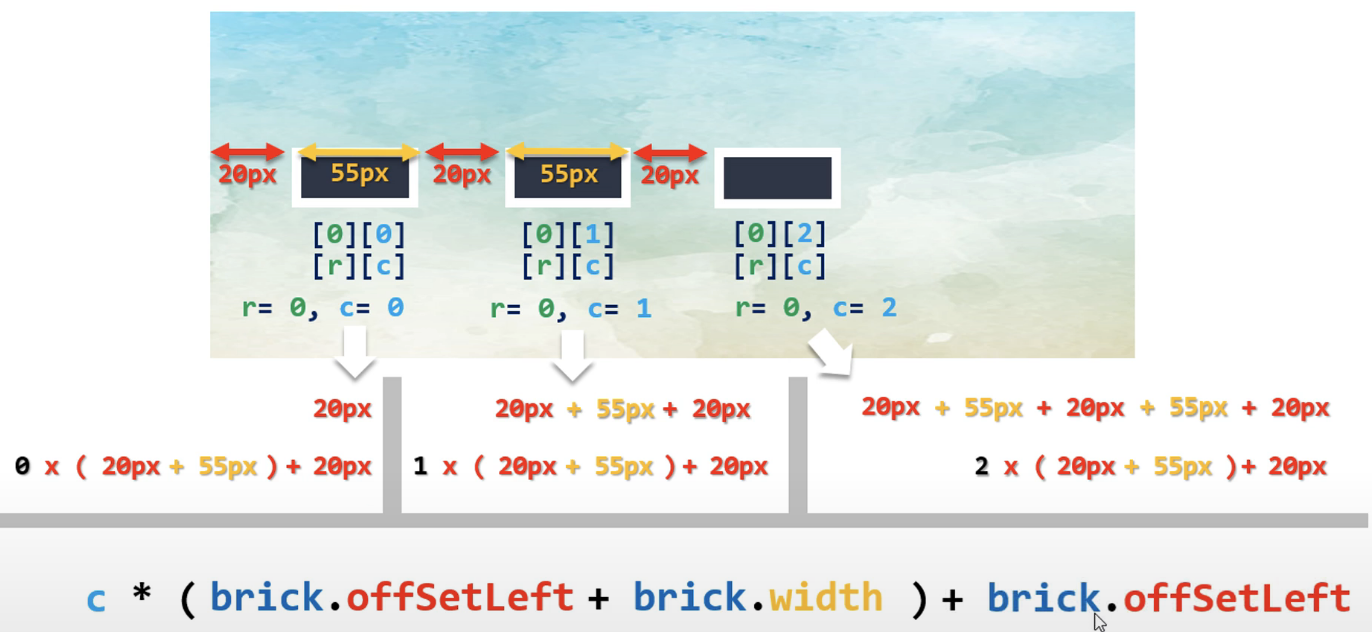 20px 55px 20px 55px 20px
[0][0] [0][1] [0][2]
[r][c] [r][c] [r][c]
r= 0, c= 0 r= 0, c= 1 r= 0, c= 2
20px 20px + 55px + 20px 20px + 55px + 20px + 55px + 20px
0 x ( 20px + 55px ) + 20px 1 x ( 20px + 55px ) + 20px 2 x ( 20px + 55px ) + 20px
c * ( brick.offSetLeft + brick.width ) + brick.offSetLeft